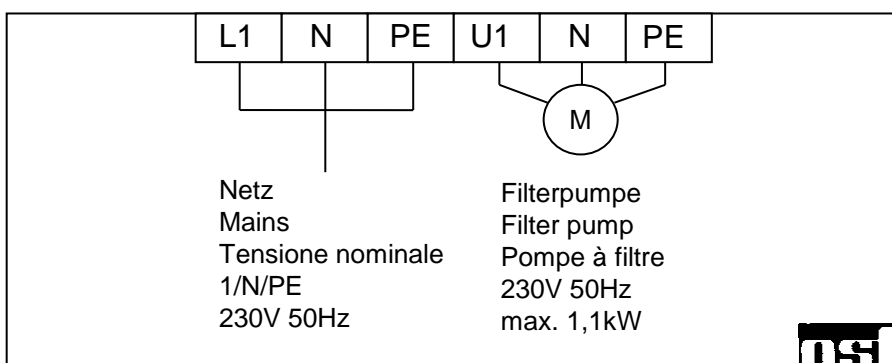 L1 N PE U1 N PE
M
Netz
Mains
Tensione nominale
1/N/PE
230V 50Hz
Filterpumpe
Filter pump
Pompe à filtre
230V 50Hz
max. 1,1kW